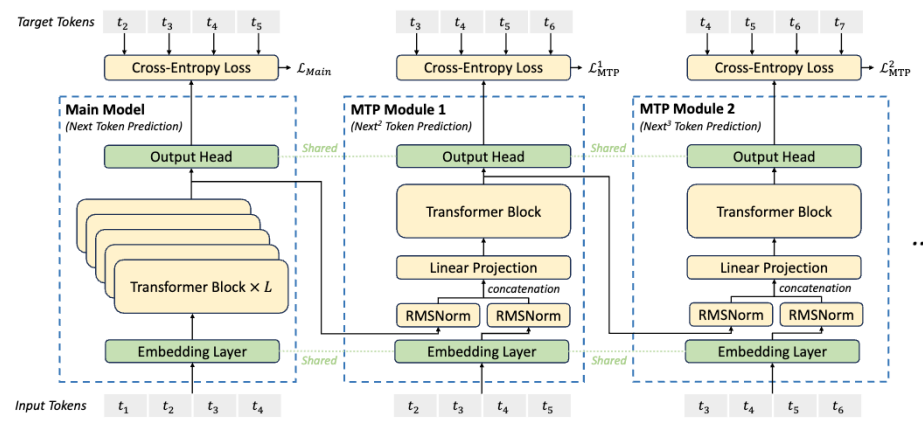 Target Tokens t₂ t₃ t₄ t₅ t₃ t₄ t₅ t₆ t₄ t₅ t₆ t₇
Cross-Entropy Loss ℒ_Main Cross-Entropy Loss ℒ¹_MTP Cross-Entropy Loss ℒ²_MTP
Main Model MTP Module 1 MTP Module 2
(Next Token Prediction) (Next² Token Prediction) (Next³ Token Prediction)
Output Head Shared Output Head Shared Output Head
Transformer Block Transformer Block
Transformer Block × L Linear Projection Linear Projection
concatenation concatenation
RMSNorm RMSNorm RMSNorm RMSNorm
Embedding Layer Shared Embedding Layer Shared Embedding Layer
Input Tokens t₁ t₂ t₃ t₄ t₂ t₃ t₄ t₅ t₃ t₄ t₅ t₆